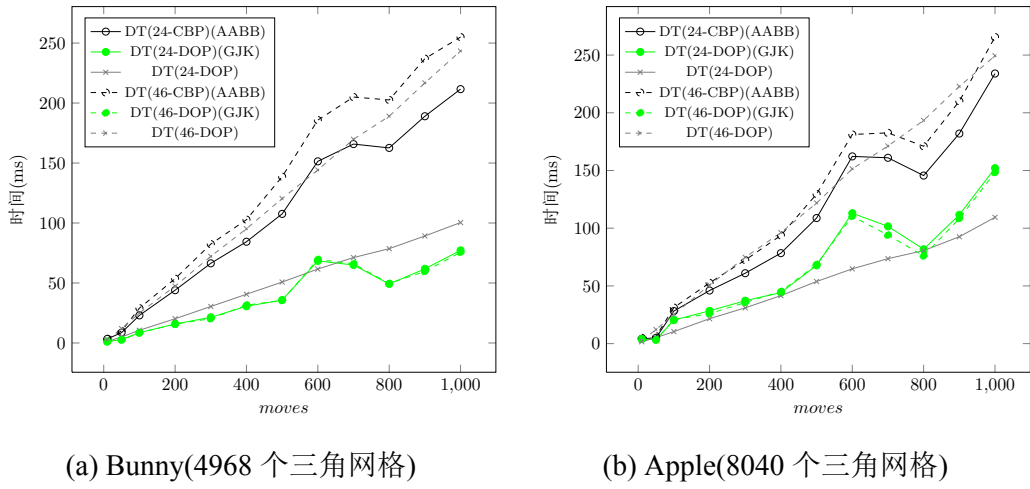 250
200
150
100
50
0
时间(ms)
DT(24-CBP)(AABB)
DT(24-DOP)(GJK)
DT(24-DOP)
DT(46-CBP)(AABB)
DT(46-DOP)(GJK)
DT(46-DOP)
0 200 400 600 800 1,000
moves
(a) Bunny(4968 个三角网格)
250
200
150
100
50
0
时间(ms)
DT(24-CBP)(AABB)
DT(24-DOP)(GJK)
DT(24-DOP)
DT(46-CBP)(AABB)
DT(46-DOP)(GJK)
DT(46-DOP)
0 200 400 600 800 1,000
moves
(b) Apple(8040 个三角网格)